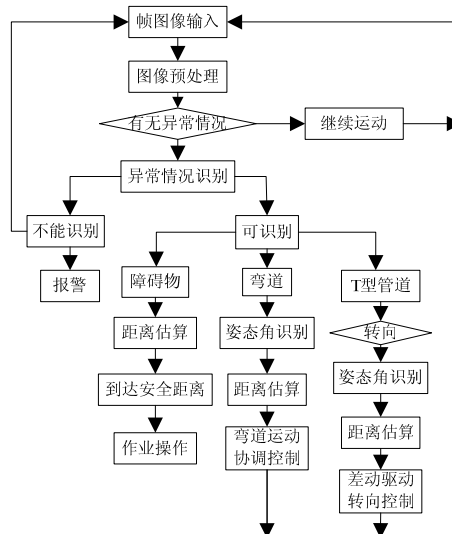 帧图像输入
图像预处理
有无异常情况
继续运动
异常情况识别
不能识别
可识别
报警
障碍物
弯道
T型管道
距离估算
姿态角识别
转向
到达安全距离
距离估算
姿态角识别
作业操作
弯道运动
协调控制
距离估算
差动驱动
转向控制